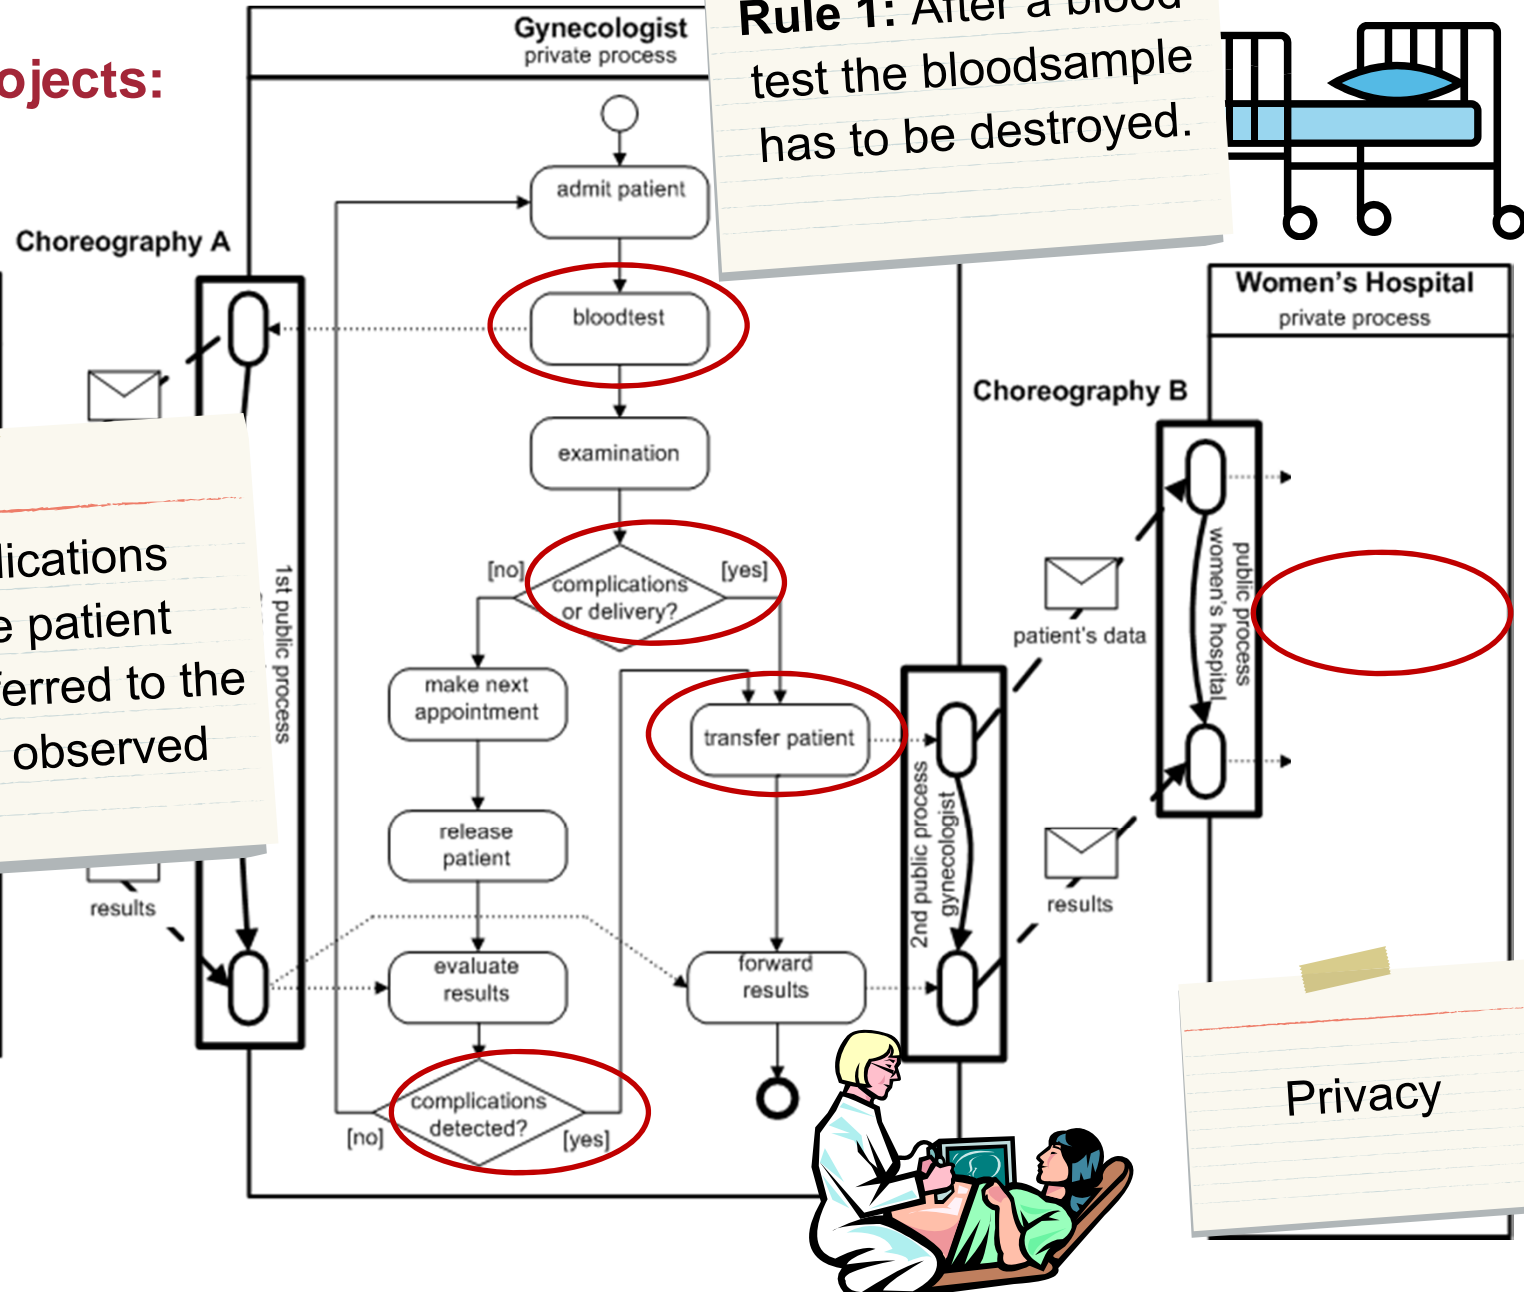 ojects:
Gynecologist
private process
Rule 1: After a blood
test the bloodsample
has to be destroyed.
admit patient
Choreography A
bloodtest
Women's Hospital
private process
Choreography B
examination
lications
e patient
ferred to the
observed
1st public process
[no]
[yes]
complications
or delivery?
patient's data
public process
women's hospital
make next
appointment
transfer patient
release
patient
2nd public process
gynecologist
results
results
evaluate
results
forward
results
complications
detected?
[no]
[yes]
Privacy